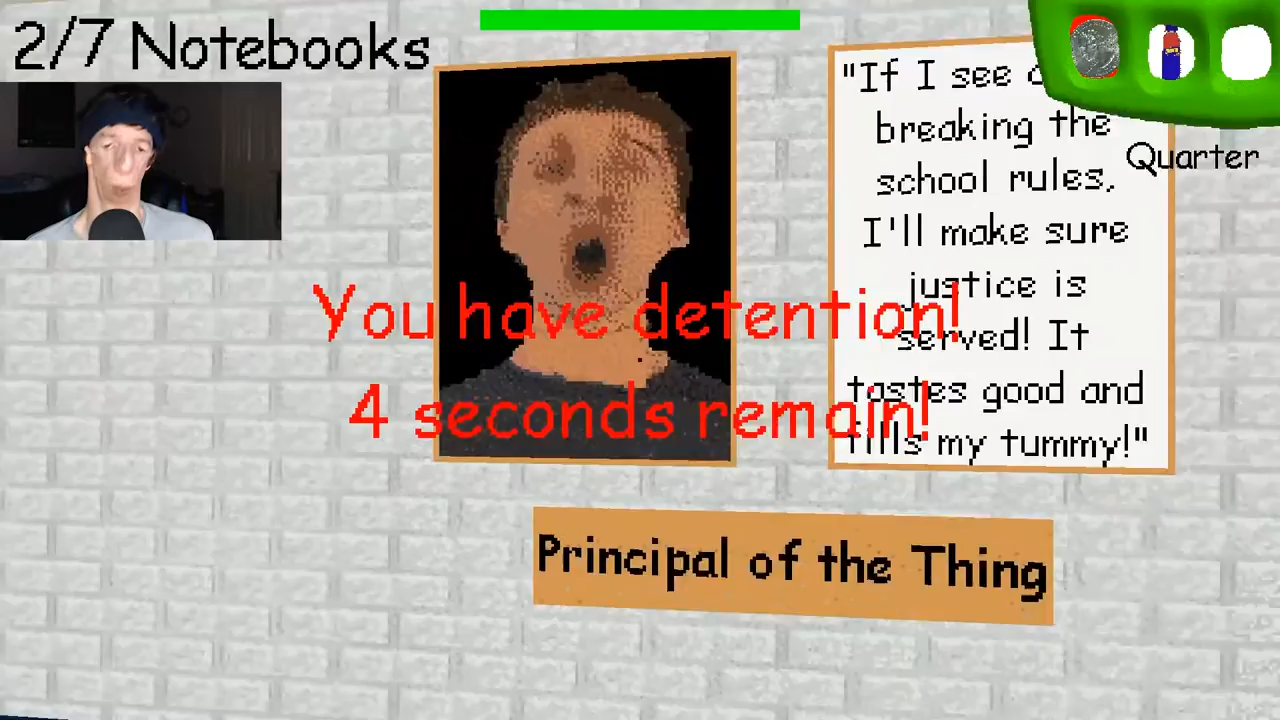 2/7 Notebooks
Quarter
"If I see
breaking the
school rules,
I'll make sure
justice is
served! It
tastes good and
fills my tummy!"
You have detention!
4 seconds remain!
Principal of the Thing